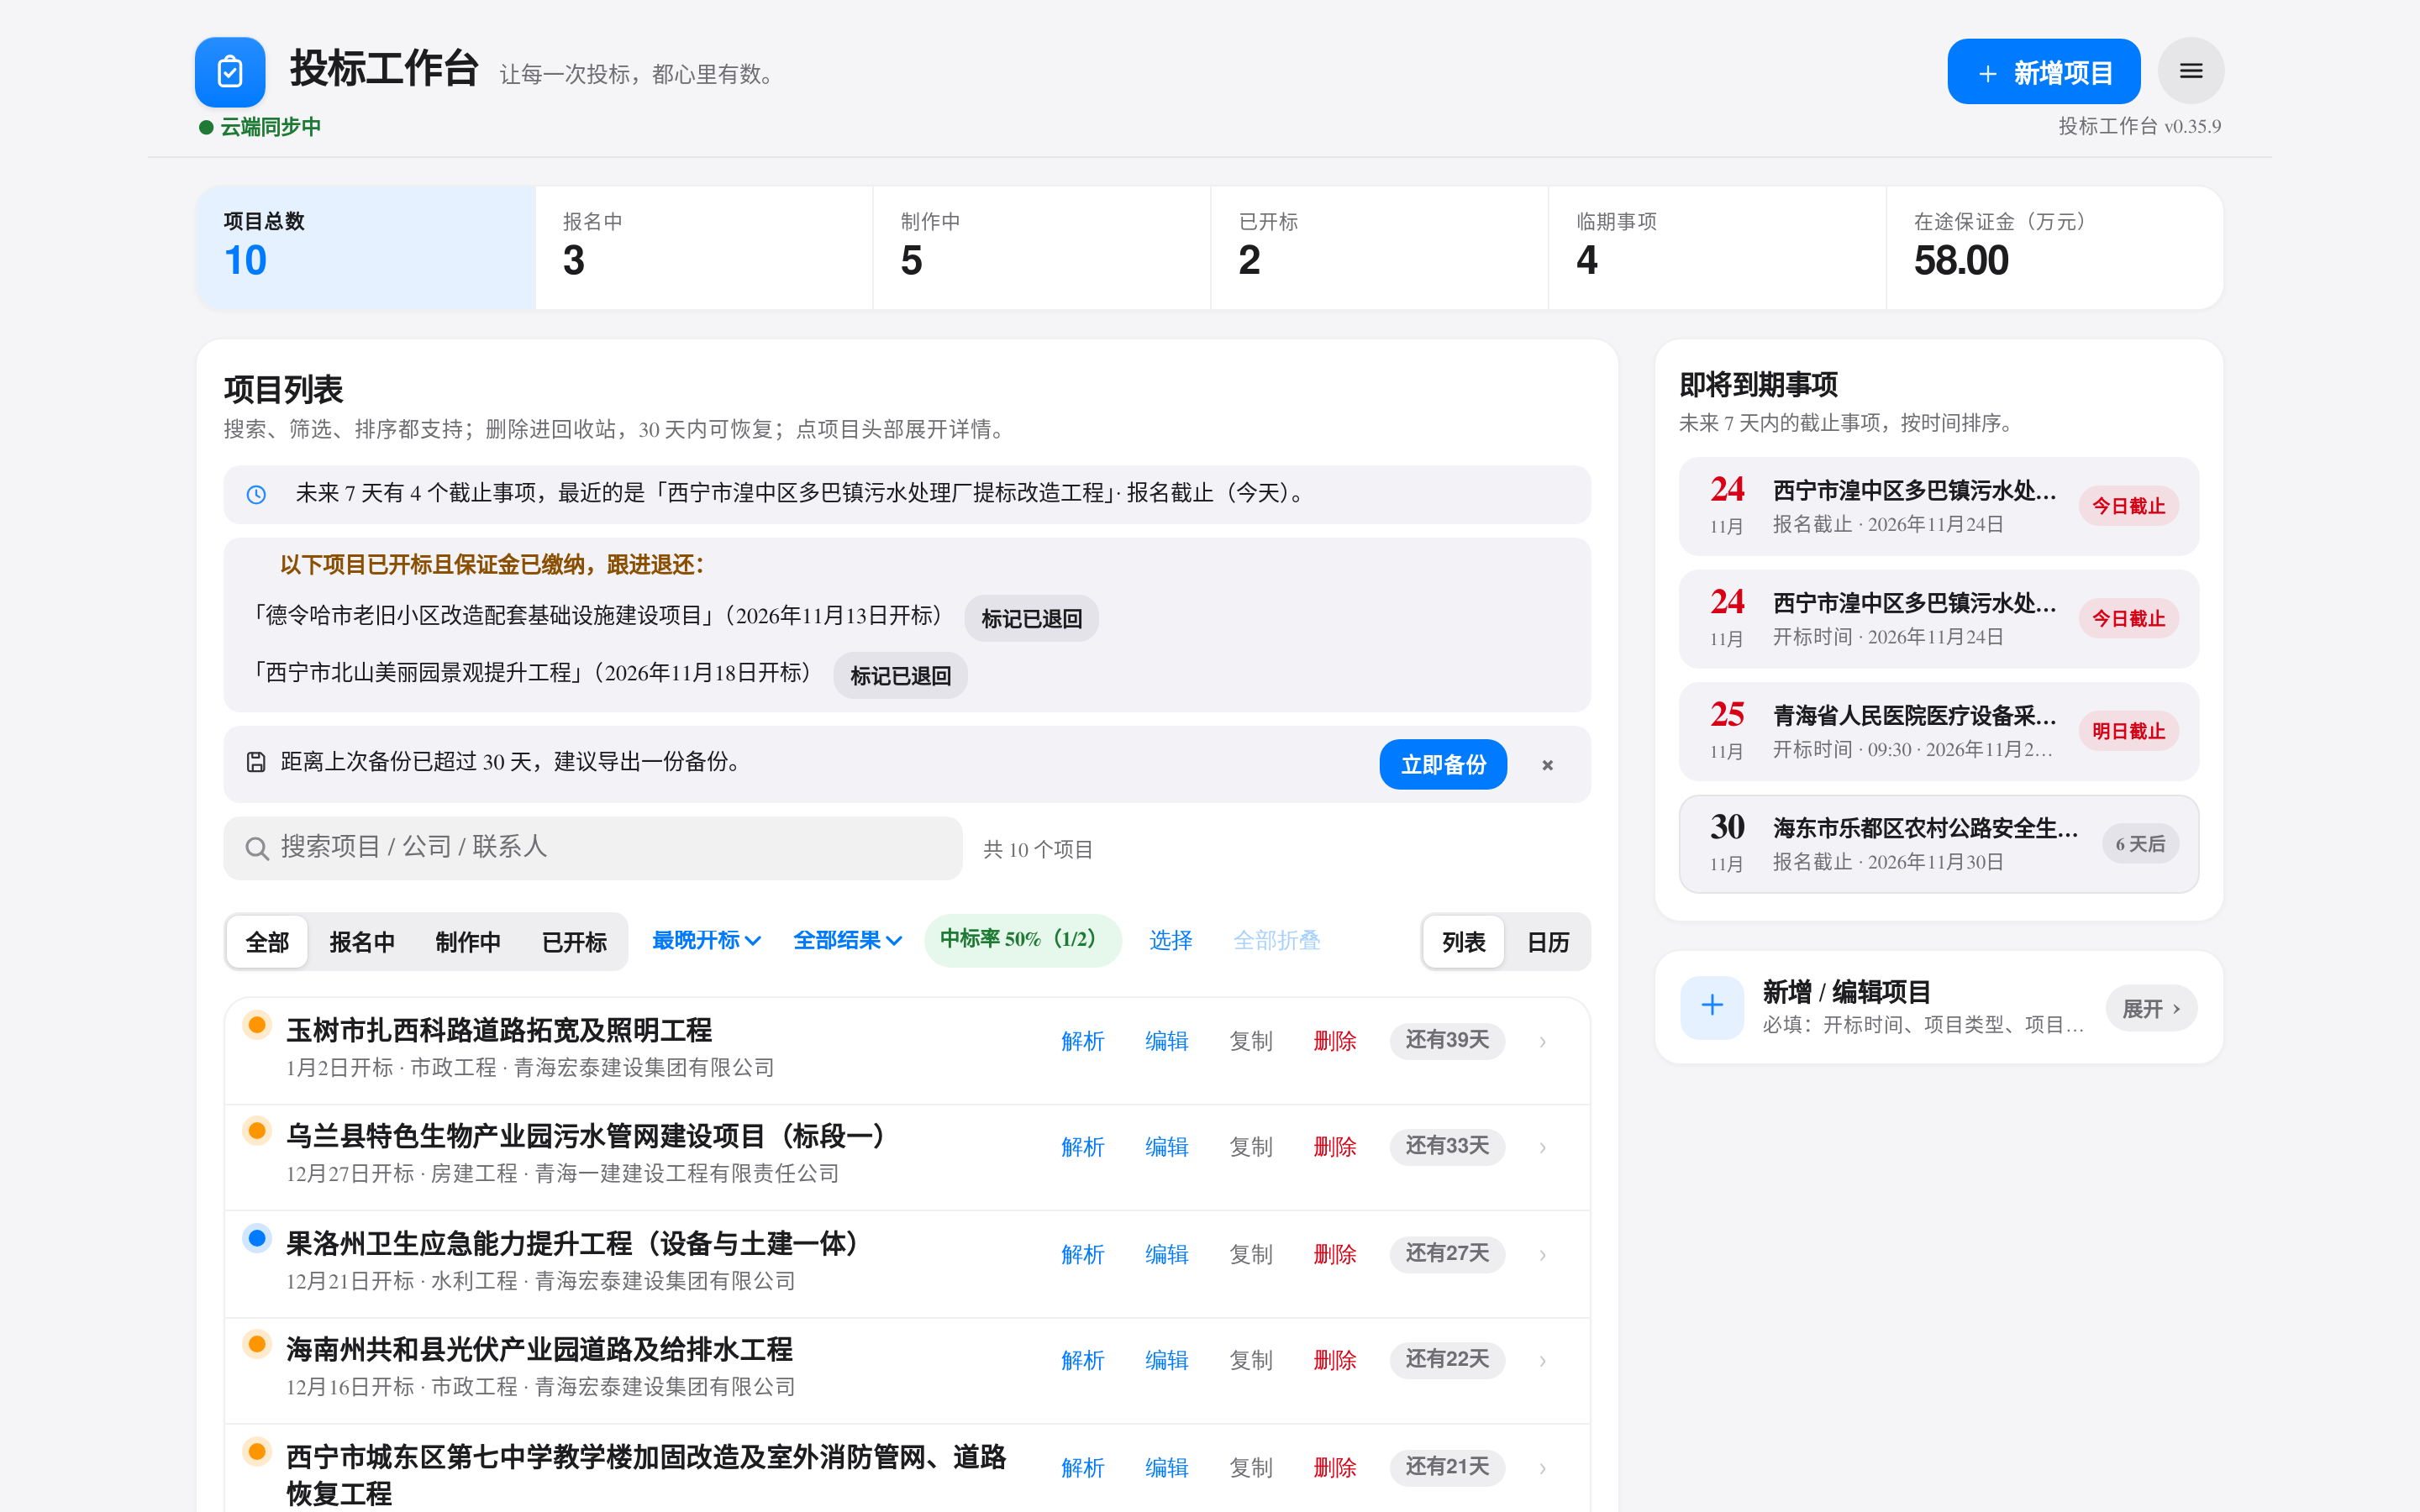 投标工作台 让每一次投标，都心里有数。
云端同步中
＋ 新增项目
投标工作台 v0.35.9
项目总数
10
报名中
3
制作中
5
已开标
2
临期事项
4
在途保证金（万元）
58.00
项目列表
搜索、筛选、排序都支持；删除进回收站，30 天内可恢复；点项目头部展开详情。
未来 7 天有 4 个截止事项，最近的是「西宁市湟中区多巴镇污水处理厂提标改造工程」· 报名截止（今天）。
以下项目已开标且保证金已缴纳，跟进退还：
「德令哈市老旧小区改造配套基础设施建设项目」（2026年11月13日开标） 标记已退回
「西宁市北山美丽园景观提升工程」（2026年11月18日开标） 标记已退回
距离上次备份已超过 30 天，建议导出一份备份。 立即备份 ×
搜索项目 / 公司 / 联系人 共 10 个项目
全部 报名中 制作中 已开标 最晚开标 全部结果 中标率 50%（1/2） 选择 全部折叠 列表 日历
玉树市扎西科路道路拓宽及照明工程
1月2日开标 · 市政工程 · 青海宏泰建设集团有限公司
解析 编辑 复制 删除 还有39天 ›
乌兰县特色生物产业园污水管网建设项目（标段一）
12月27日开标 · 房建工程 · 青海一建建设工程有限责任公司
解析 编辑 复制 删除 还有33天 ›
果洛州卫生应急能力提升工程（设备与土建一体）
12月21日开标 · 水利工程 · 青海宏泰建设集团有限公司
解析 编辑 复制 删除 还有27天 ›
海南州共和县光伏产业园道路及给排水工程
12月16日开标 · 市政工程 · 青海宏泰建设集团有限公司
解析 编辑 复制 删除 还有22天 ›
西宁市城东区第七中学教学楼加固改造及室外消防管网、道路
恢复工程
解析 编辑 复制 删除 还有21天 ›
即将到期事项
未来 7 天内的截止事项，按时间排序。
24 西宁市湟中区多巴镇污水处... 今日截止
11月 报名截止 · 2026年11月24日
24 西宁市湟中区多巴镇污水处... 今日截止
11月 开标时间 · 2026年11月24日
25 青海省人民医院医疗设备采... 明日截止
11月 开标时间 · 09:30 · 2026年11月2...
30 海东市乐都区农村公路安全生... 6 天后
11月 报名截止 · 2026年11月30日
＋ 新增 / 编辑项目 展开 ›
必填：开标时间、项目类型、项目...